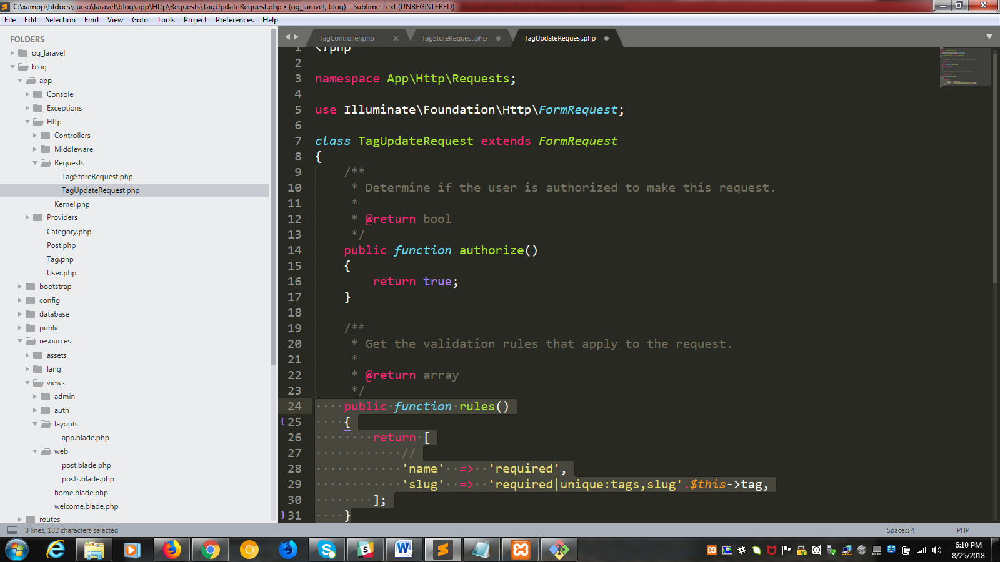 C:\xampp\htdocs\curso\laravel\blog\app\Http\Requests\TagUpdateRequest.php • (og_laravel, blog) - Sublime Text (UNREGISTERED)
File Edit Selection Find View Goto Tools Project Preferences Help
FOLDERS
og_laravel
blog
app
Console
Exceptions
Http
Controllers
Middleware
Requests
TagStoreRequest.php
TagUpdateRequest.php
Kernel.php
Providers
Category.php
Post.php
Tag.php
User.php
bootstrap
config
database
public
resources
assets
lang
views
admin
auth
layouts
app.blade.php
web
post.blade.php
posts.blade.php
home.blade.php
welcome.blade.php
routes
TagController.php × TagStoreRequest.php • TagUpdateRequest.php •
1 <?php
2
3 namespace App\Http\Requests;
4
5 use Illuminate\Foundation\Http\FormRequest;
6
7 class TagUpdateRequest extends FormRequest
8 {
9 /**
10 * Determine if the user is authorized to make this request.
11 *
12 * @return bool
13 */
14 public function authorize()
15 {
16 return true;
17 }
18
19 /**
20 * Get the validation rules that apply to the request.
21 *
22 * @return array
23 */
24 public function rules()
25 {
26 return [
27 //
28 'name' => 'required',
29 'slug' => 'required|unique:tags,slug'.$this->tag,
30 ];
31 }
8 lines, 182 characters selected Spaces: 4 PHP
6:10 PM
8/25/2018